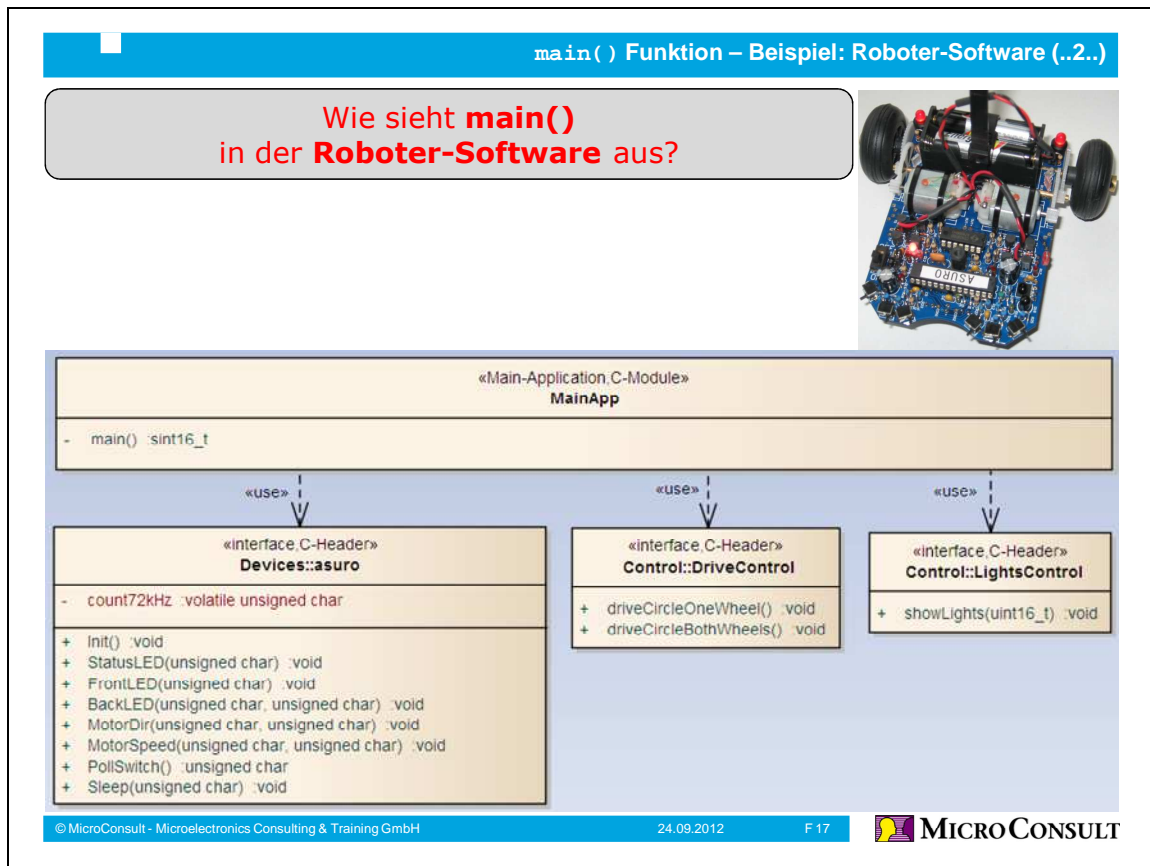 main() Funktion – Beispiel: Roboter-Software (..2..)
Wie sieht main()
in der Roboter-Software aus?
ASURO
«Main-Application,C-Module»
MainApp
- main() :sint16_t
«use»
«use»
«use»
«interface,C-Header»
Devices::asuro
- count72kHz :volatile unsigned char
+ Init() :void
+ StatusLED(unsigned char) :void
+ FrontLED(unsigned char) :void
+ BackLED(unsigned char, unsigned char) :void
+ MotorDir(unsigned char, unsigned char) :void
+ MotorSpeed(unsigned char, unsigned char) :void
+ PollSwitch() :unsigned char
+ Sleep(unsigned char) :void
«interface,C-Header»
Control::DriveControl
+ driveCircleOneWheel() :void
+ driveCircleBothWheels() :void
«interface,C-Header»
Control::LightsControl
+ showLights(uint16_t) :void
© MicroConsult - Microelectronics Consulting & Training GmbH 24.09.2012 F 17
MICROCONSULT